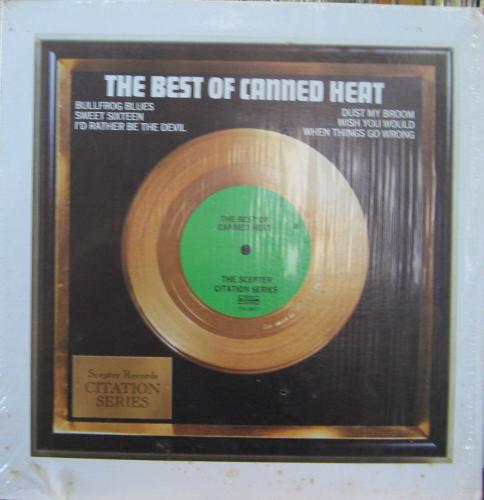 THE BEST OF CANNED HEAT
BULLFROG BLUES
SWEET SIXTEEN
I'D RATHER BE THE DEVIL
DUST MY BROOM
WISH YOU WOULD
WHEN THINGS GO WRONG
THE BEST OF
CANNED HEAT
THE SCEPTER
CITATION SERIES
Scepter Records
CITATION
SERIES